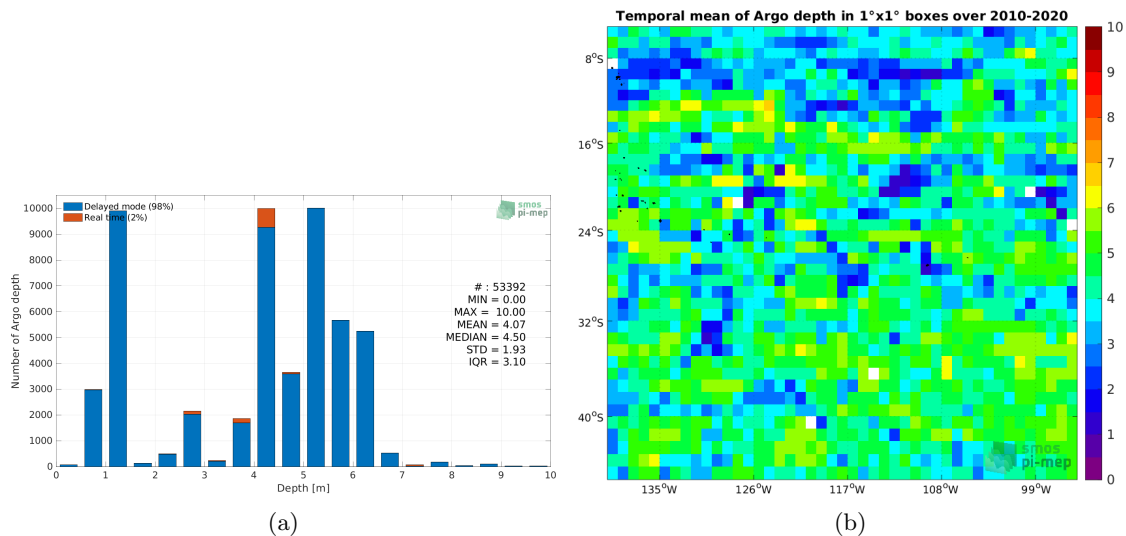 Temporal mean of Argo depth in 1°x1° boxes over 2010-2020
Delayed mode (98%)
Real time (2%)
smos
pi-mep
# : 53392
MIN = 0.00
MAX = 10.00
MEAN = 4.07
MEDIAN = 4.50
STD = 1.93
IQR = 3.10
Number of Argo depth
10000
9000
8000
7000
6000
5000
4000
3000
2000
1000
0
0 1 2 3 4 5 6 7 8 9 10
Depth [m]
(a)
8°S
16°S
24°S
32°S
40°S
135°W 126°W 117°W 108°W 99°W
smos
pi-mep
10
9
8
7
6
5
4
3
2
1
0
(b)